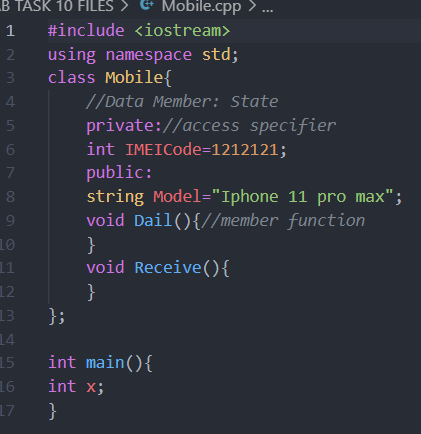 AB TASK 10 FILES > Mobile.cpp > ...
1 #include <iostream>
2 using namespace std;
3 class Mobile{
4 //Data Member: State
5 private://access specifier
6 int IMEICode=1212121;
7 public:
8 string Model="Iphone 11 pro max";
9 void Dail(){//member function
10 }
11 void Receive(){
12 }
13 };
14
15 int main(){
16 int x;
17 }